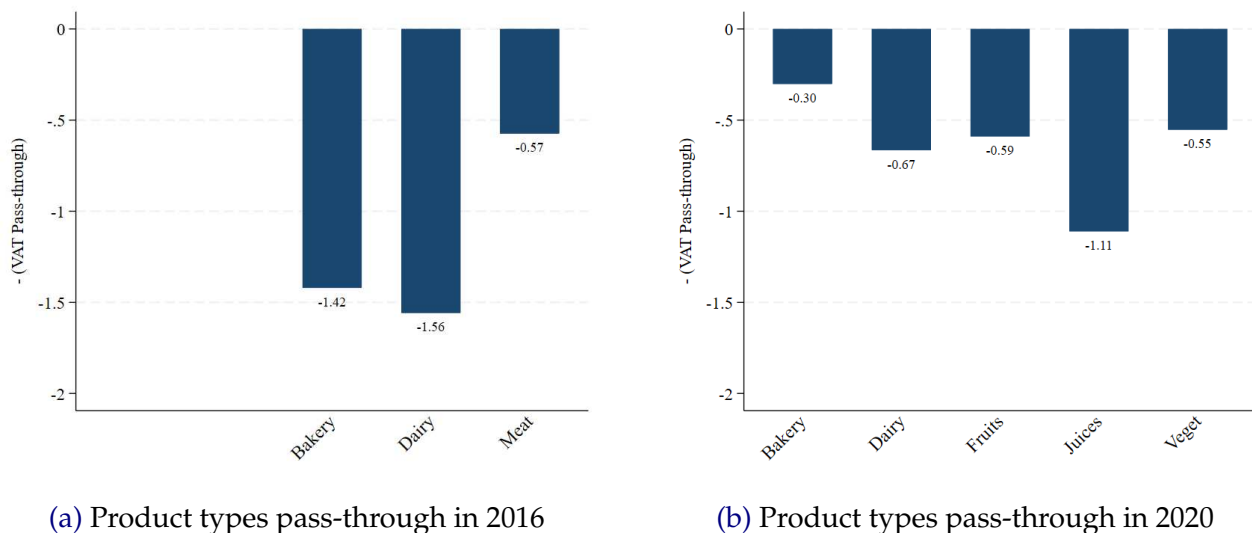 0
-.5
-1
-1.5
-2
- (VAT Pass-through)
-1.42
-1.56
-0.57
Bakery
Dairy
Meat
(a) Product types pass-through in 2016
0
-.5
-1
-1.5
-2
- (VAT Pass-through)
-0.30
-0.67
-0.59
-1.11
-0.55
Bakery
Dairy
Fruits
Juices
Veget
(b) Product types pass-through in 2020